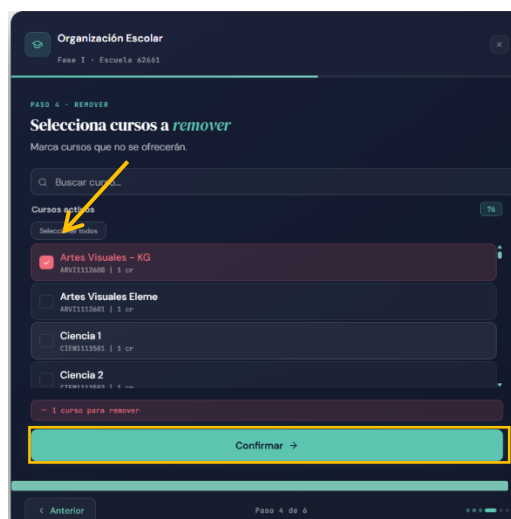 Organización Escolar
Fase I · Escuela 62661
PASO 4 · REMOVER
Selecciona cursos a remover
Marca cursos que no se ofrecerán.
Buscar curso...
Cursos activos
76
Seleccionar todos
Artes Visuales - KG
ARVI1112680 | 1 cr
Artes Visuales Eleme
ARVI1112681 | 1 cr
Ciencia 1
CIEN1111581 | 1 cr
Ciencia 2
— 1 curso para remover
Confirmar →
< Anterior
Paso 4 de 6